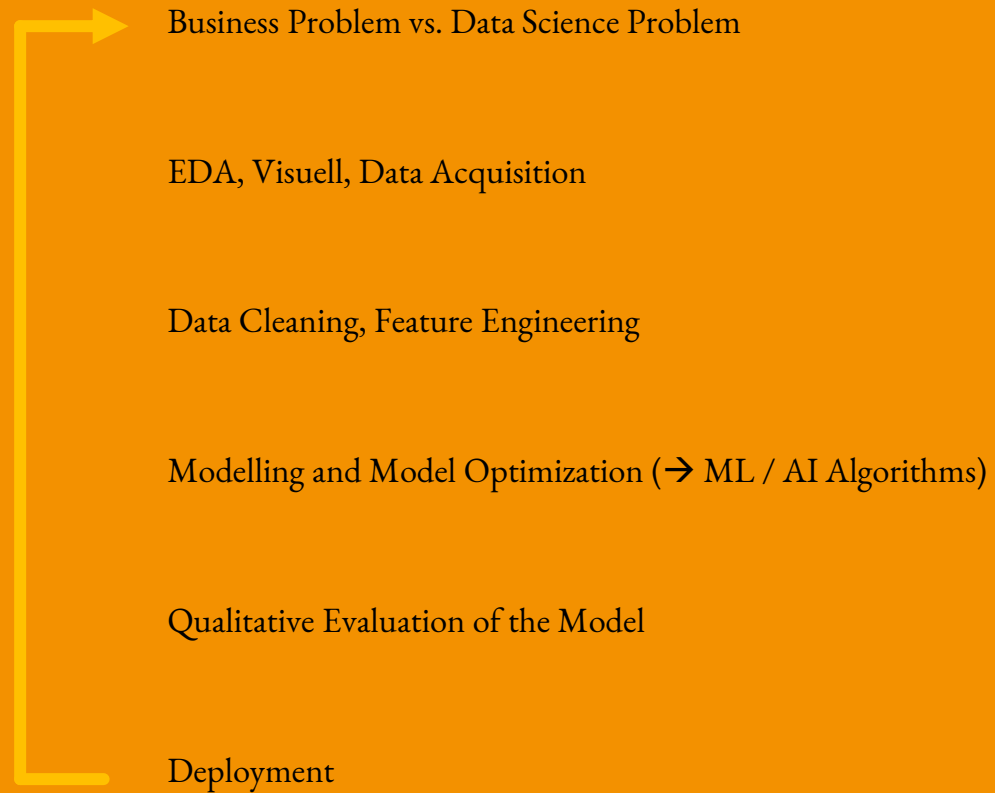 Business Problem vs. Data Science Problem
EDA, Visuell, Data Acquisition
Data Cleaning, Feature Engineering
Modelling and Model Optimization (→ ML / AI Algorithms)
Qualitative Evaluation of the Model
Deployment